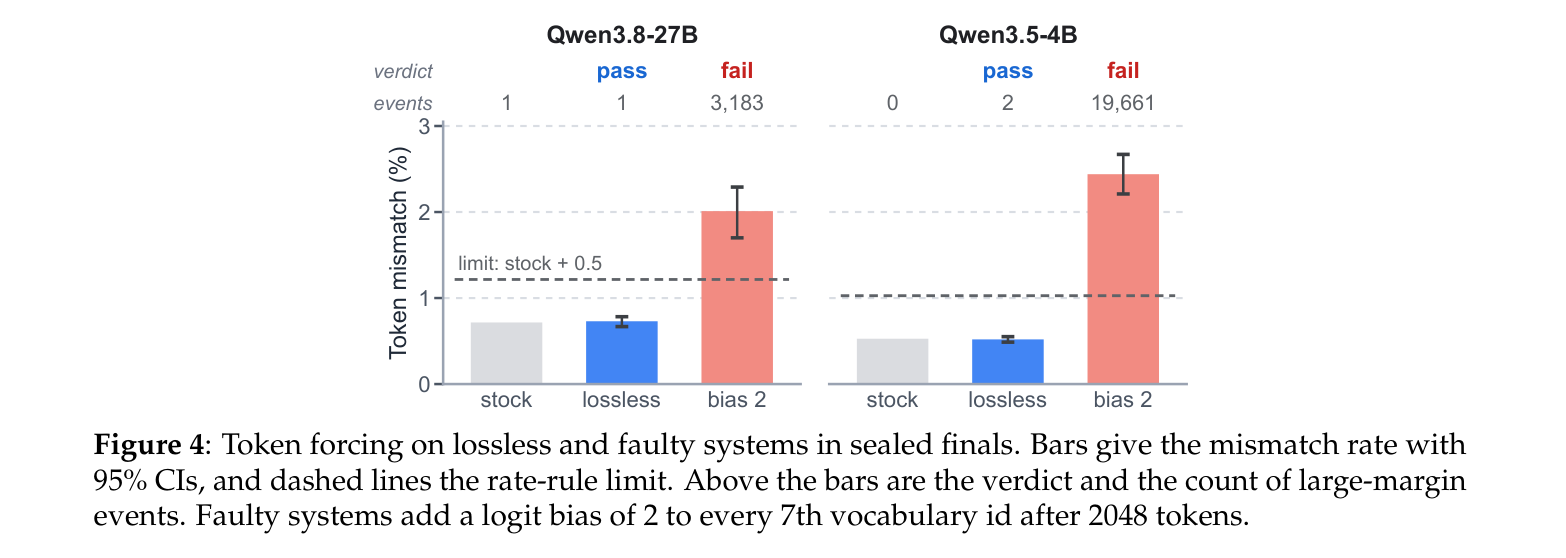 Qwen3.8-27B Qwen3.5-4B
verdict pass fail pass fail
events 1 1 3,183 0 2 19,661
3
2
limit: stock + 0.5
1
0
Token mismatch (%)
stock lossless bias 2 stock lossless bias 2
Figure 4: Token forcing on lossless and faulty systems in sealed finals. Bars give the mismatch rate with
95% CIs, and dashed lines the rate-rule limit. Above the bars are the verdict and the count of large-margin
events. Faulty systems add a logit bias of 2 to every 7th vocabulary id after 2048 tokens.